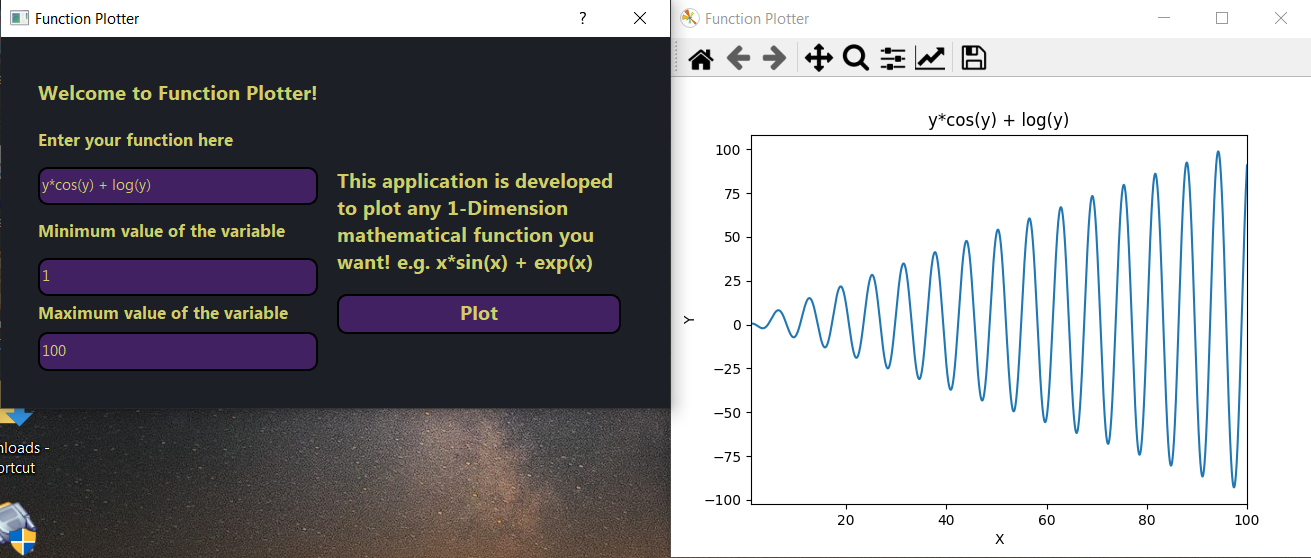 Function Plotter
?
Welcome to Function Plotter!
Enter your function here
y*cos(y) + log(y)
Minimum value of the variable
1
Maximum value of the variable
100
This application is developed
to plot any 1-Dimension
mathematical function you
want! e.g. x*sin(x) + exp(x)
Plot
Function Plotter
y*cos(y) + log(y)
100
75
50
25
0
−25
−50
−75
−100
Y
20
40
60
80
100
X